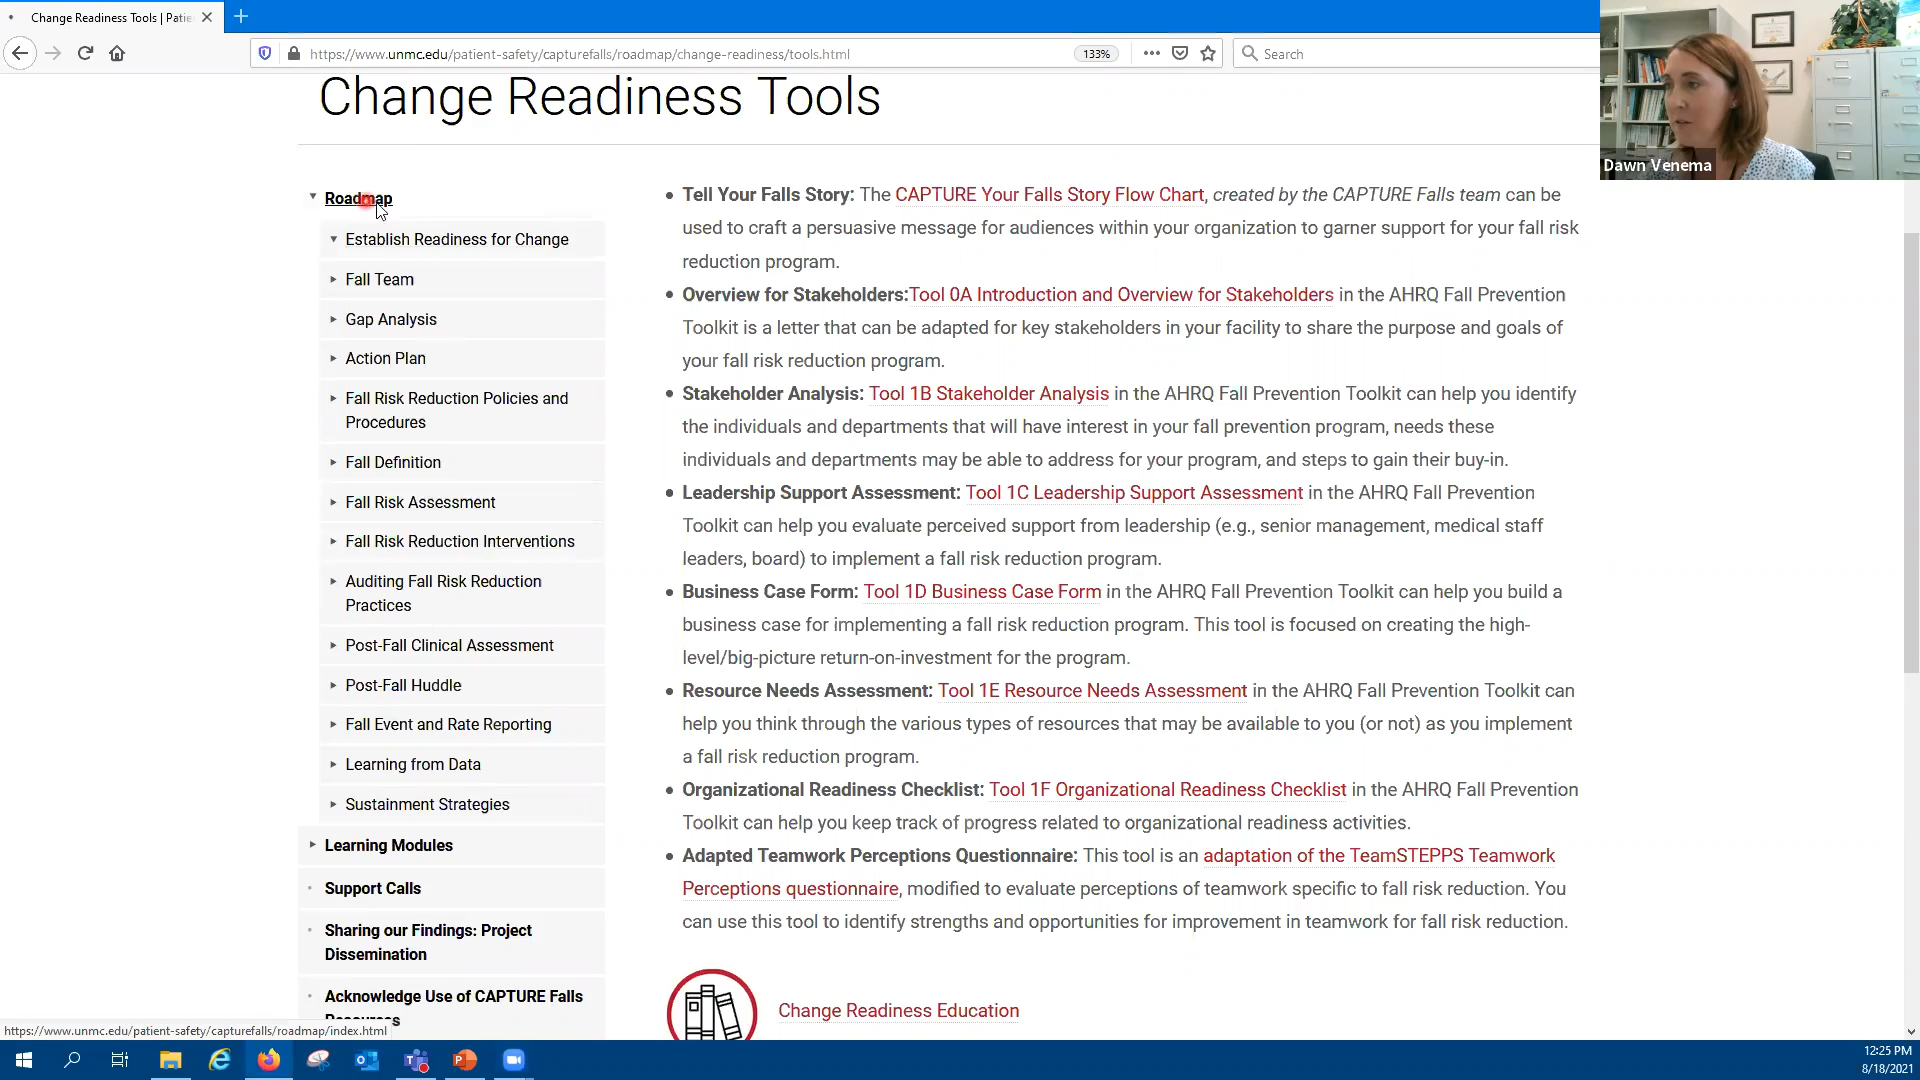 Change Readiness Tools | Patie
https://www.unmc.edu/patient-safety/capturefalls/roadmap/change-readiness/tools.html
133%
Search
Dawn Venema
Change Readiness Tools
Roadmap
Establish Readiness for Change
Fall Team
Gap Analysis
Action Plan
Fall Risk Reduction Policies and
Procedures
Fall Definition
Fall Risk Assessment
Fall Risk Reduction Interventions
Auditing Fall Risk Reduction
Practices
Post-Fall Clinical Assessment
Post-Fall Huddle
Fall Event and Rate Reporting
Learning from Data
Sustainment Strategies
Learning Modules
Support Calls
Sharing our Findings: Project
Dissemination
Acknowledge Use of CAPTURE Falls
Resources
• Tell Your Falls Story: The CAPTURE Your Falls Story Flow Chart, created by the CAPTURE Falls team can be
used to craft a persuasive message for audiences within your organization to garner support for your fall risk
reduction program.
• Overview for Stakeholders:Tool 0A Introduction and Overview for Stakeholders in the AHRQ Fall Prevention
Toolkit is a letter that can be adapted for key stakeholders in your facility to share the purpose and goals of
your fall risk reduction program.
• Stakeholder Analysis: Tool 1B Stakeholder Analysis in the AHRQ Fall Prevention Toolkit can help you identify
the individuals and departments that will have interest in your fall prevention program, needs these
individuals and departments may be able to address for your program, and steps to gain their buy-in.
• Leadership Support Assessment: Tool 1C Leadership Support Assessment in the AHRQ Fall Prevention
Toolkit can help you evaluate perceived support from leadership (e.g., senior management, medical staff
leaders, board) to implement a fall risk reduction program.
• Business Case Form: Tool 1D Business Case Form in the AHRQ Fall Prevention Toolkit can help you build a
business case for implementing a fall risk reduction program. This tool is focused on creating the high-
level/big-picture return-on-investment for the program.
• Resource Needs Assessment: Tool 1E Resource Needs Assessment in the AHRQ Fall Prevention Toolkit can
help you think through the various types of resources that may be available to you (or not) as you implement
a fall risk reduction program.
• Organizational Readiness Checklist: Tool 1F Organizational Readiness Checklist in the AHRQ Fall Prevention
Toolkit can help you keep track of progress related to organizational readiness activities.
• Adapted Teamwork Perceptions Questionnaire: This tool is an adaptation of the TeamSTEPPS Teamwork
Perceptions questionnaire, modified to evaluate perceptions of teamwork specific to fall risk reduction. You
can use this tool to identify strengths and opportunities for improvement in teamwork for fall risk reduction.
Change Readiness Education
https://www.unmc.edu/patient-safety/capturefalls/roadmap/index.html
12:25 PM
8/18/2021